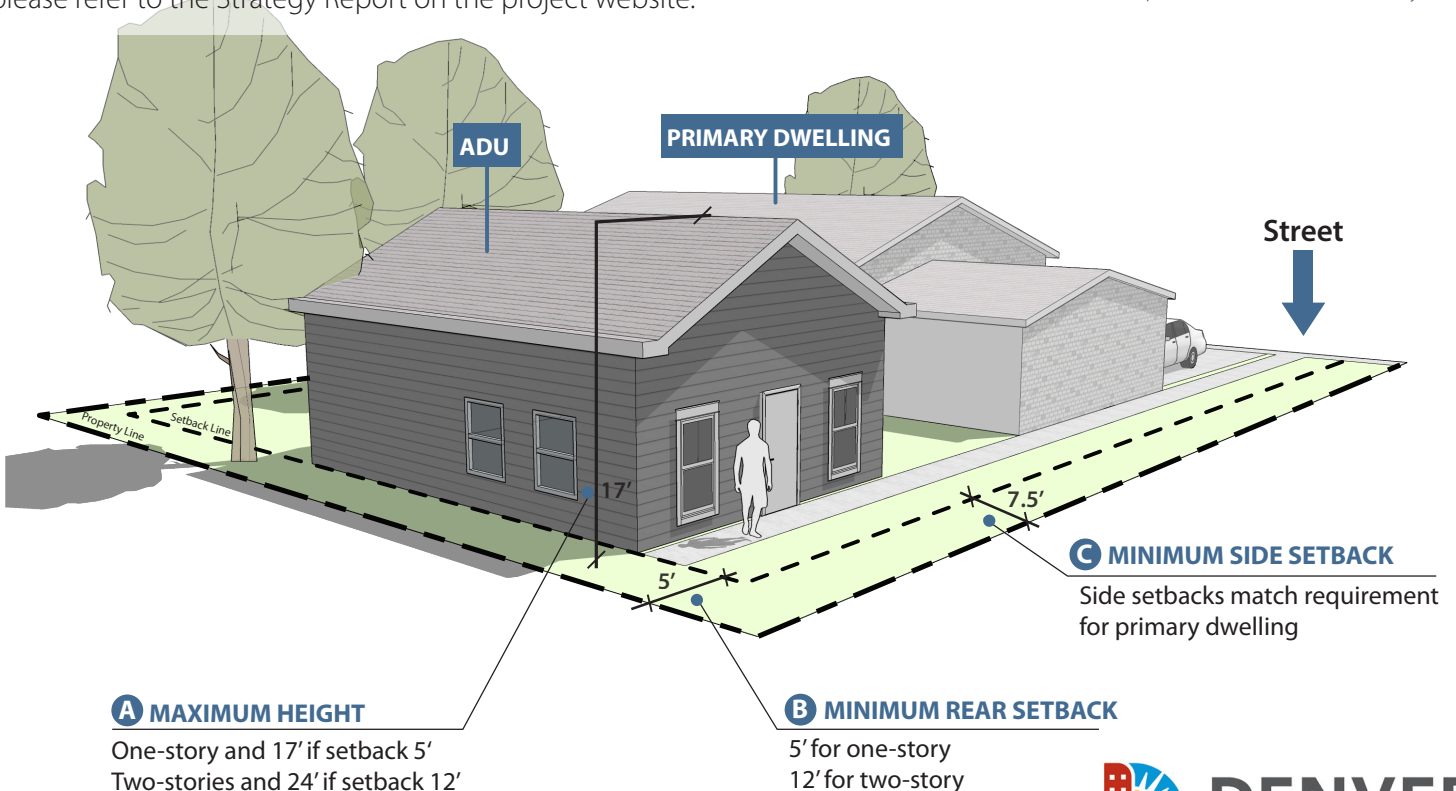 please refer to the Strategy Report on the project website.
ADU
PRIMARY DWELLING
Street
Property Line
Setback Line
17’
7.5’
5’
C MINIMUM SIDE SETBACK
Side setbacks match requirement
for primary dwelling
A MAXIMUM HEIGHT
One-story and 17’ if setback 5‘
Two-stories and 24’ if setback 12’
B MINIMUM REAR SETBACK
5’ for one-story
12’ for two-story
DENVER